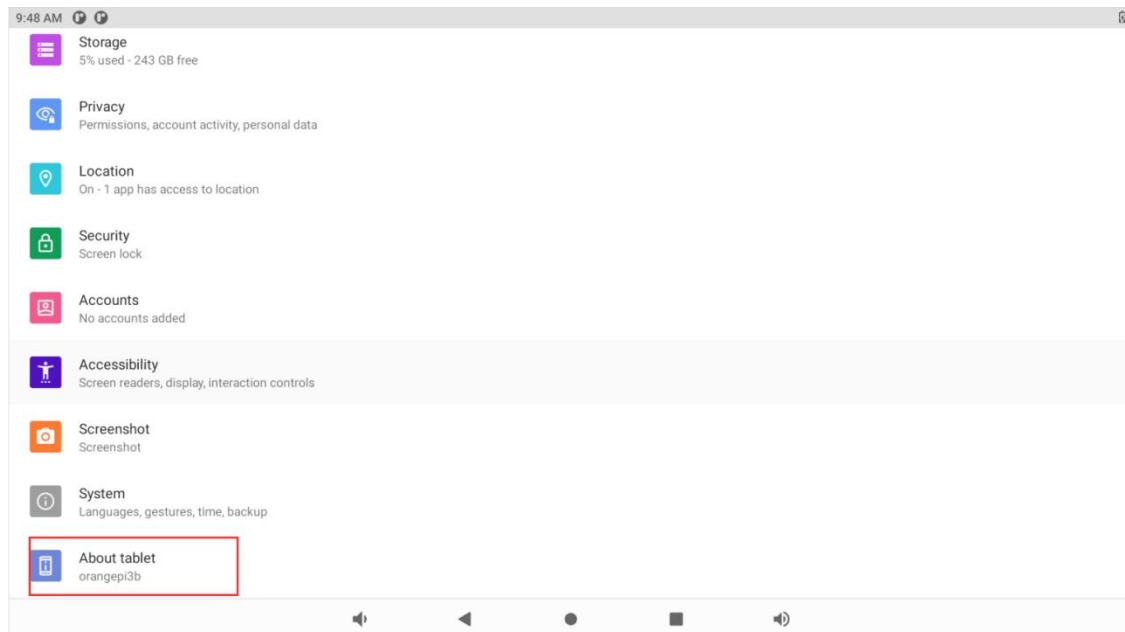 9:48 AM
Storage
5% used - 243 GB free
Privacy
Permissions, account activity, personal data
Location
On - 1 app has access to location
Security
Screen lock
Accounts
No accounts added
Accessibility
Screen readers, display, interaction controls
Screenshot
Screenshot
System
Languages, gestures, time, backup
About tablet
orangepi3b